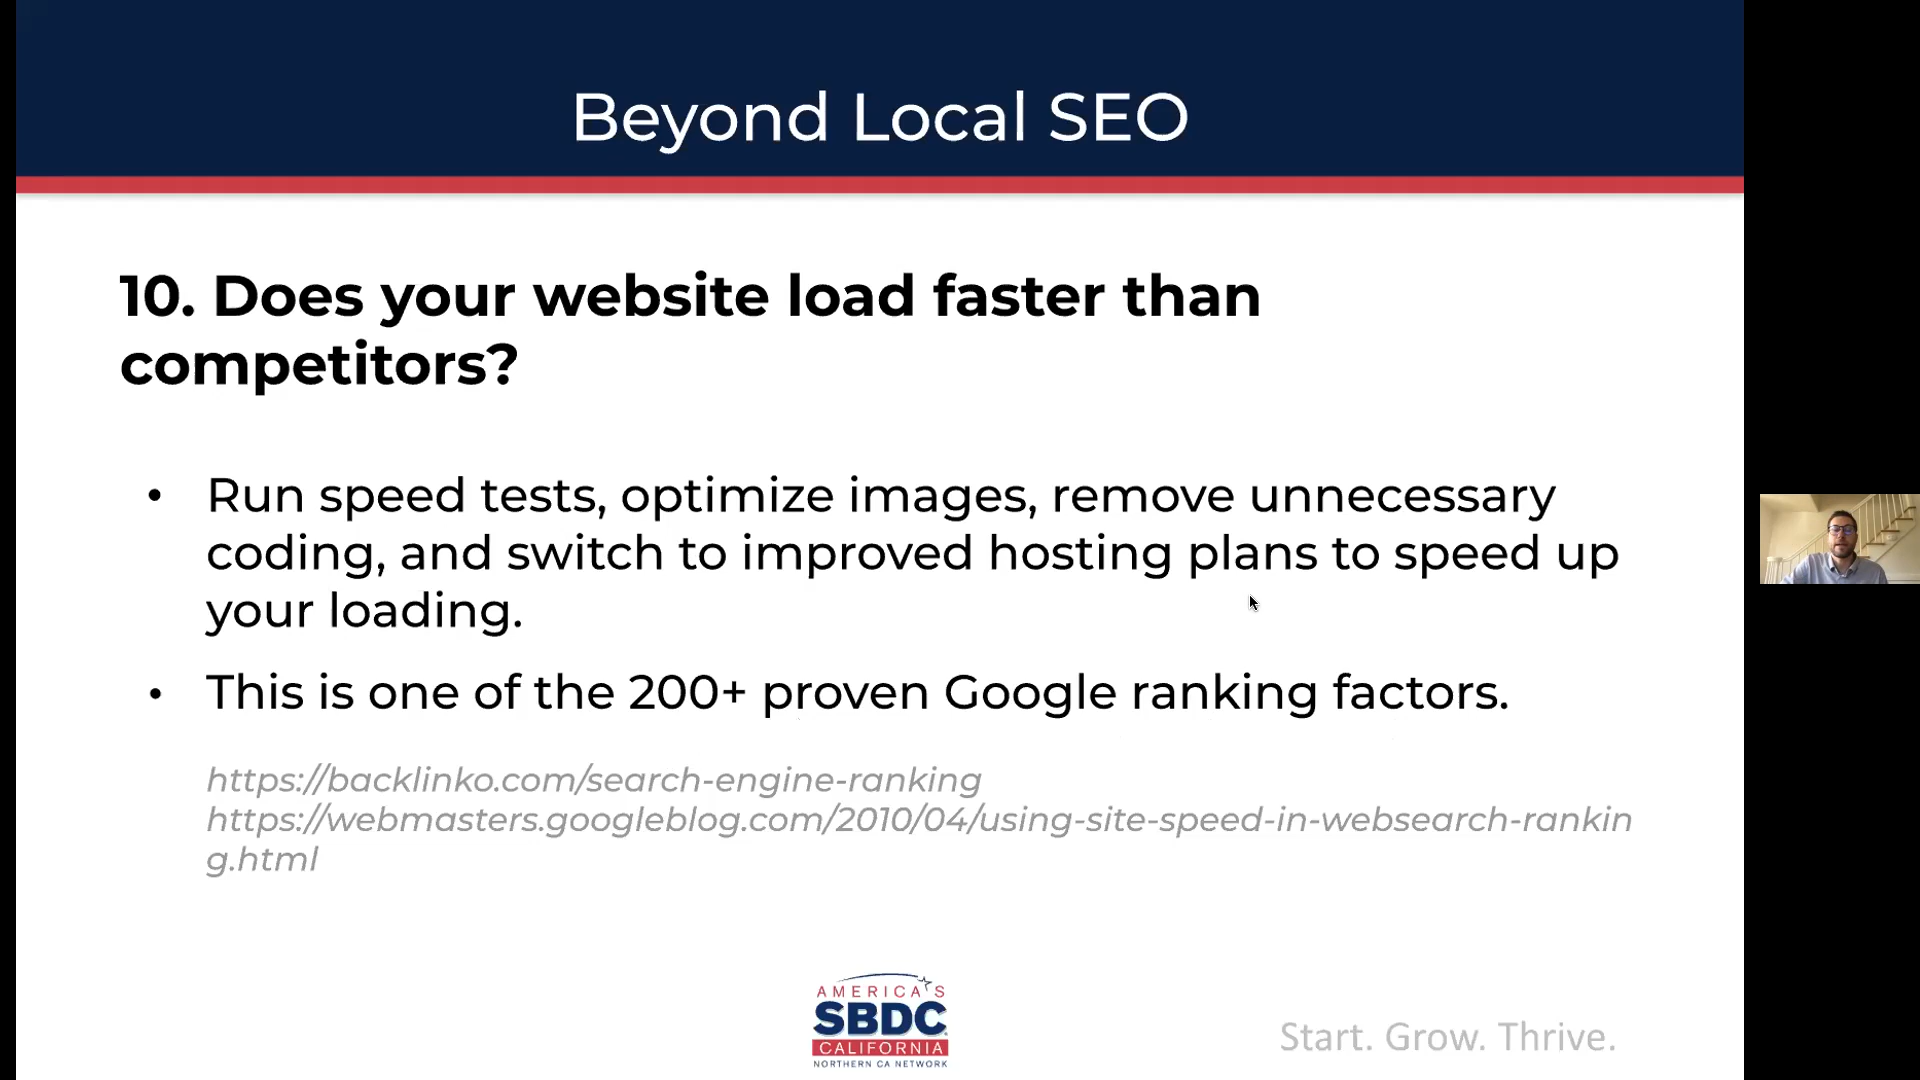 Beyond Local SEO
10. Does your website load faster than
competitors?
• Run speed tests, optimize images, remove unnecessary
coding, and switch to improved hosting plans to speed up
your loading.
• This is one of the 200+ proven Google ranking factors.
https://backlinko.com/search-engine-ranking
https://webmasters.googleblog.com/2010/04/using-site-speed-in-websearch-rankin
g.html
AMERICA'S
SBDC
CALIFORNIA
NORTHERN CA NETWORK
Start. Grow. Thrive.